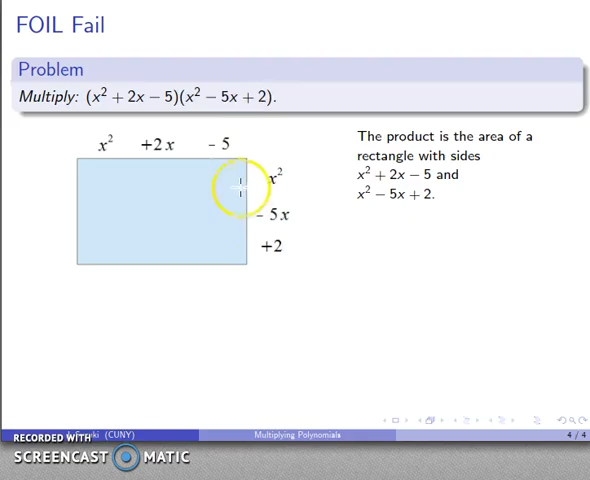 FOIL Fail
Problem
Multiply: (x² + 2x − 5)(x² − 5x + 2).
x² +2x - 5
The product is the area of a
rectangle with sides
x² + 2x − 5 and
x² − 5x + 2.
x²
- 5x
+2
(CUNY)
Multiplying Polynomials
4 / 4
RECORDED WITH
SCREENCAST MATIC